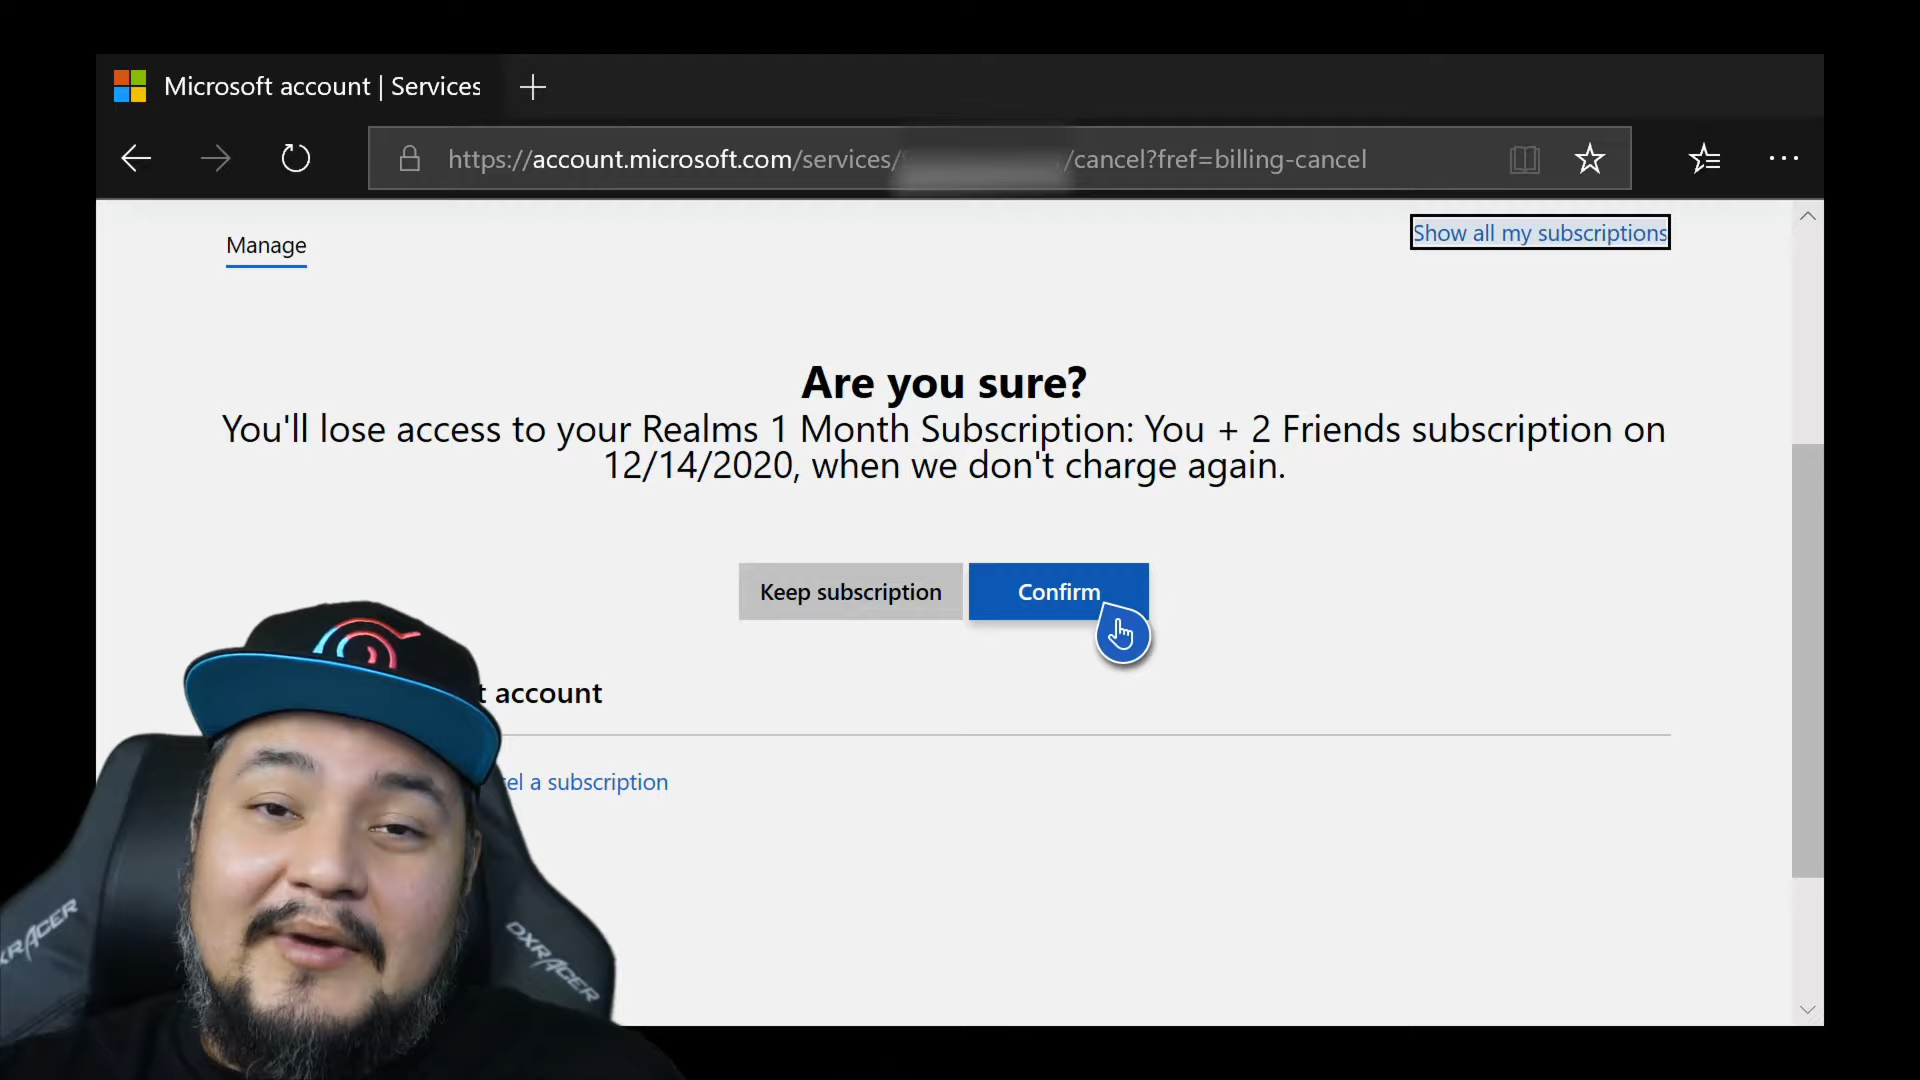 Microsoft account | Services
https://account.microsoft.com/services/ /cancel?fref=billing-cancel
Manage
Show all my subscriptions
Are you sure?
You'll lose access to your Realms 1 Month Subscription: You + 2 Friends subscription on
12/14/2020, when we don't charge again.
Keep subscription
Confirm
t account
el a subscription
DXRACER